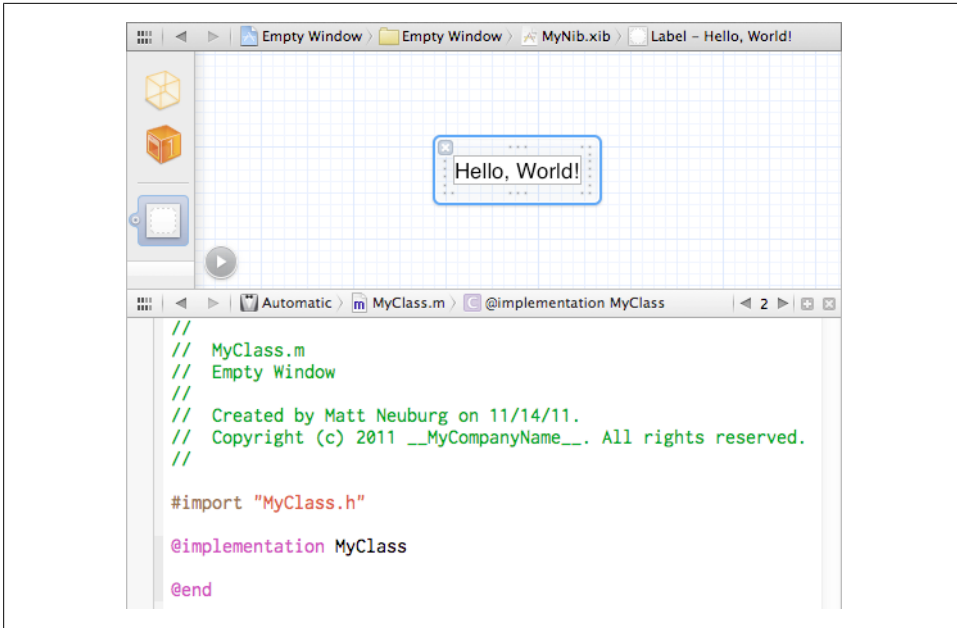 Empty Window Empty Window MyNib.xib Label – Hello, World!
Hello, World!
Automatic m MyClass.m C @implementation MyClass 2
//
// MyClass.m
// Empty Window
//
// Created by Matt Neuburg on 11/14/11.
// Copyright (c) 2011 __MyCompanyName__. All rights reserved.
//
#import "MyClass.h"
@implementation MyClass
@end